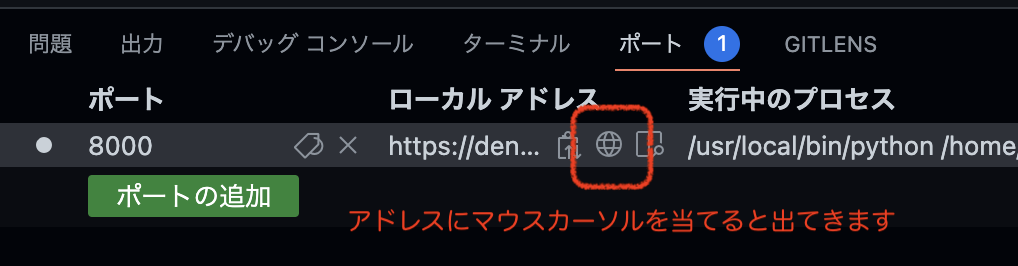 問題 出力 デバッグ コンソール ターミナル ポート 1 GITLENS
ポート ローカル アドレス 実行中のプロセス
8000 https://den... /usr/local/bin/python /home/
ポートの追加
アドレスにマウスカーソルを当てると出てきます